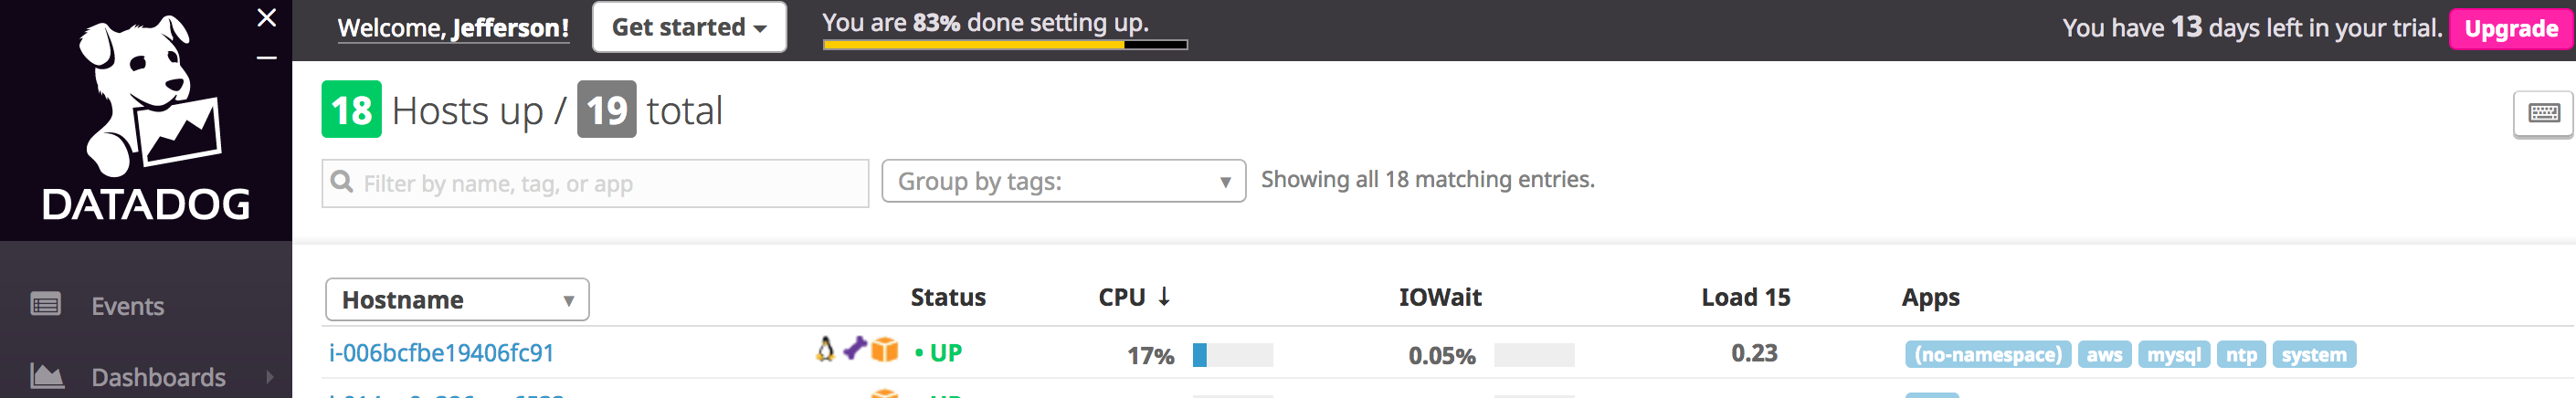 Welcome, Jefferson!
Get started
You are 83% done setting up.
You have 13 days left in your trial. Upgrade
DATADOG
18 Hosts up / 19 total
Filter by name, tag, or app
Group by tags:
Showing all 18 matching entries.
Events
Dashboards
Hostname Status CPU ↓ IOWait Load 15 Apps
i-006bcfbe19406fc91 • UP 17% 0.05% 0.23 (no-namespace) aws mysql ntp system